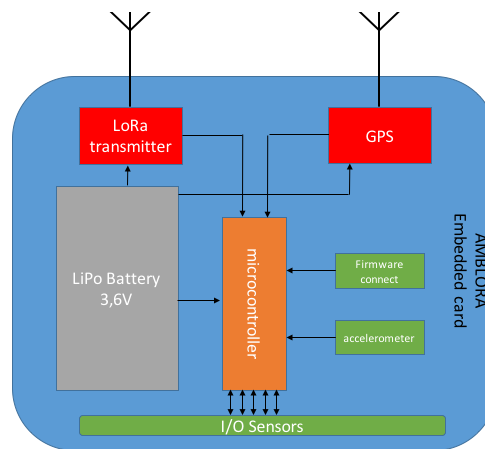 LoRa
transmitter
GPS
LiPo Battery
3,6V
microcontroller
Firmware
connect
accelerometer
AMBLORA
Embedded card
I/O Sensors